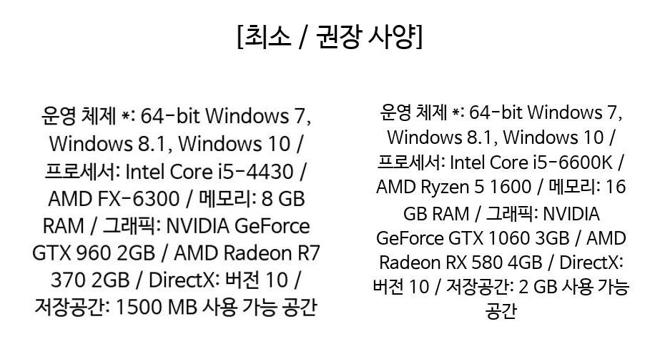 [최소 / 권장 사양]
운영 체제 *: 64-bit Windows 7,
Windows 8.1, Windows 10 /
프로세서: Intel Core i5-4430 /
AMD FX-6300 / 메모리: 8 GB
RAM / 그래픽: NVIDIA GeForce
GTX 960 2GB / AMD Radeon R7
370 2GB / DirectX: 버전 10 /
저장공간: 1500 MB 사용 가능 공간
운영 체제 *: 64-bit Windows 7,
Windows 8.1, Windows 10 /
프로세서: Intel Core i5-6600K /
AMD Ryzen 5 1600 / 메모리: 16
GB RAM / 그래픽: NVIDIA
GeForce GTX 1060 3GB / AMD
Radeon RX 580 4GB / DirectX:
버전 10 / 저장공간: 2 GB 사용 가능
공간